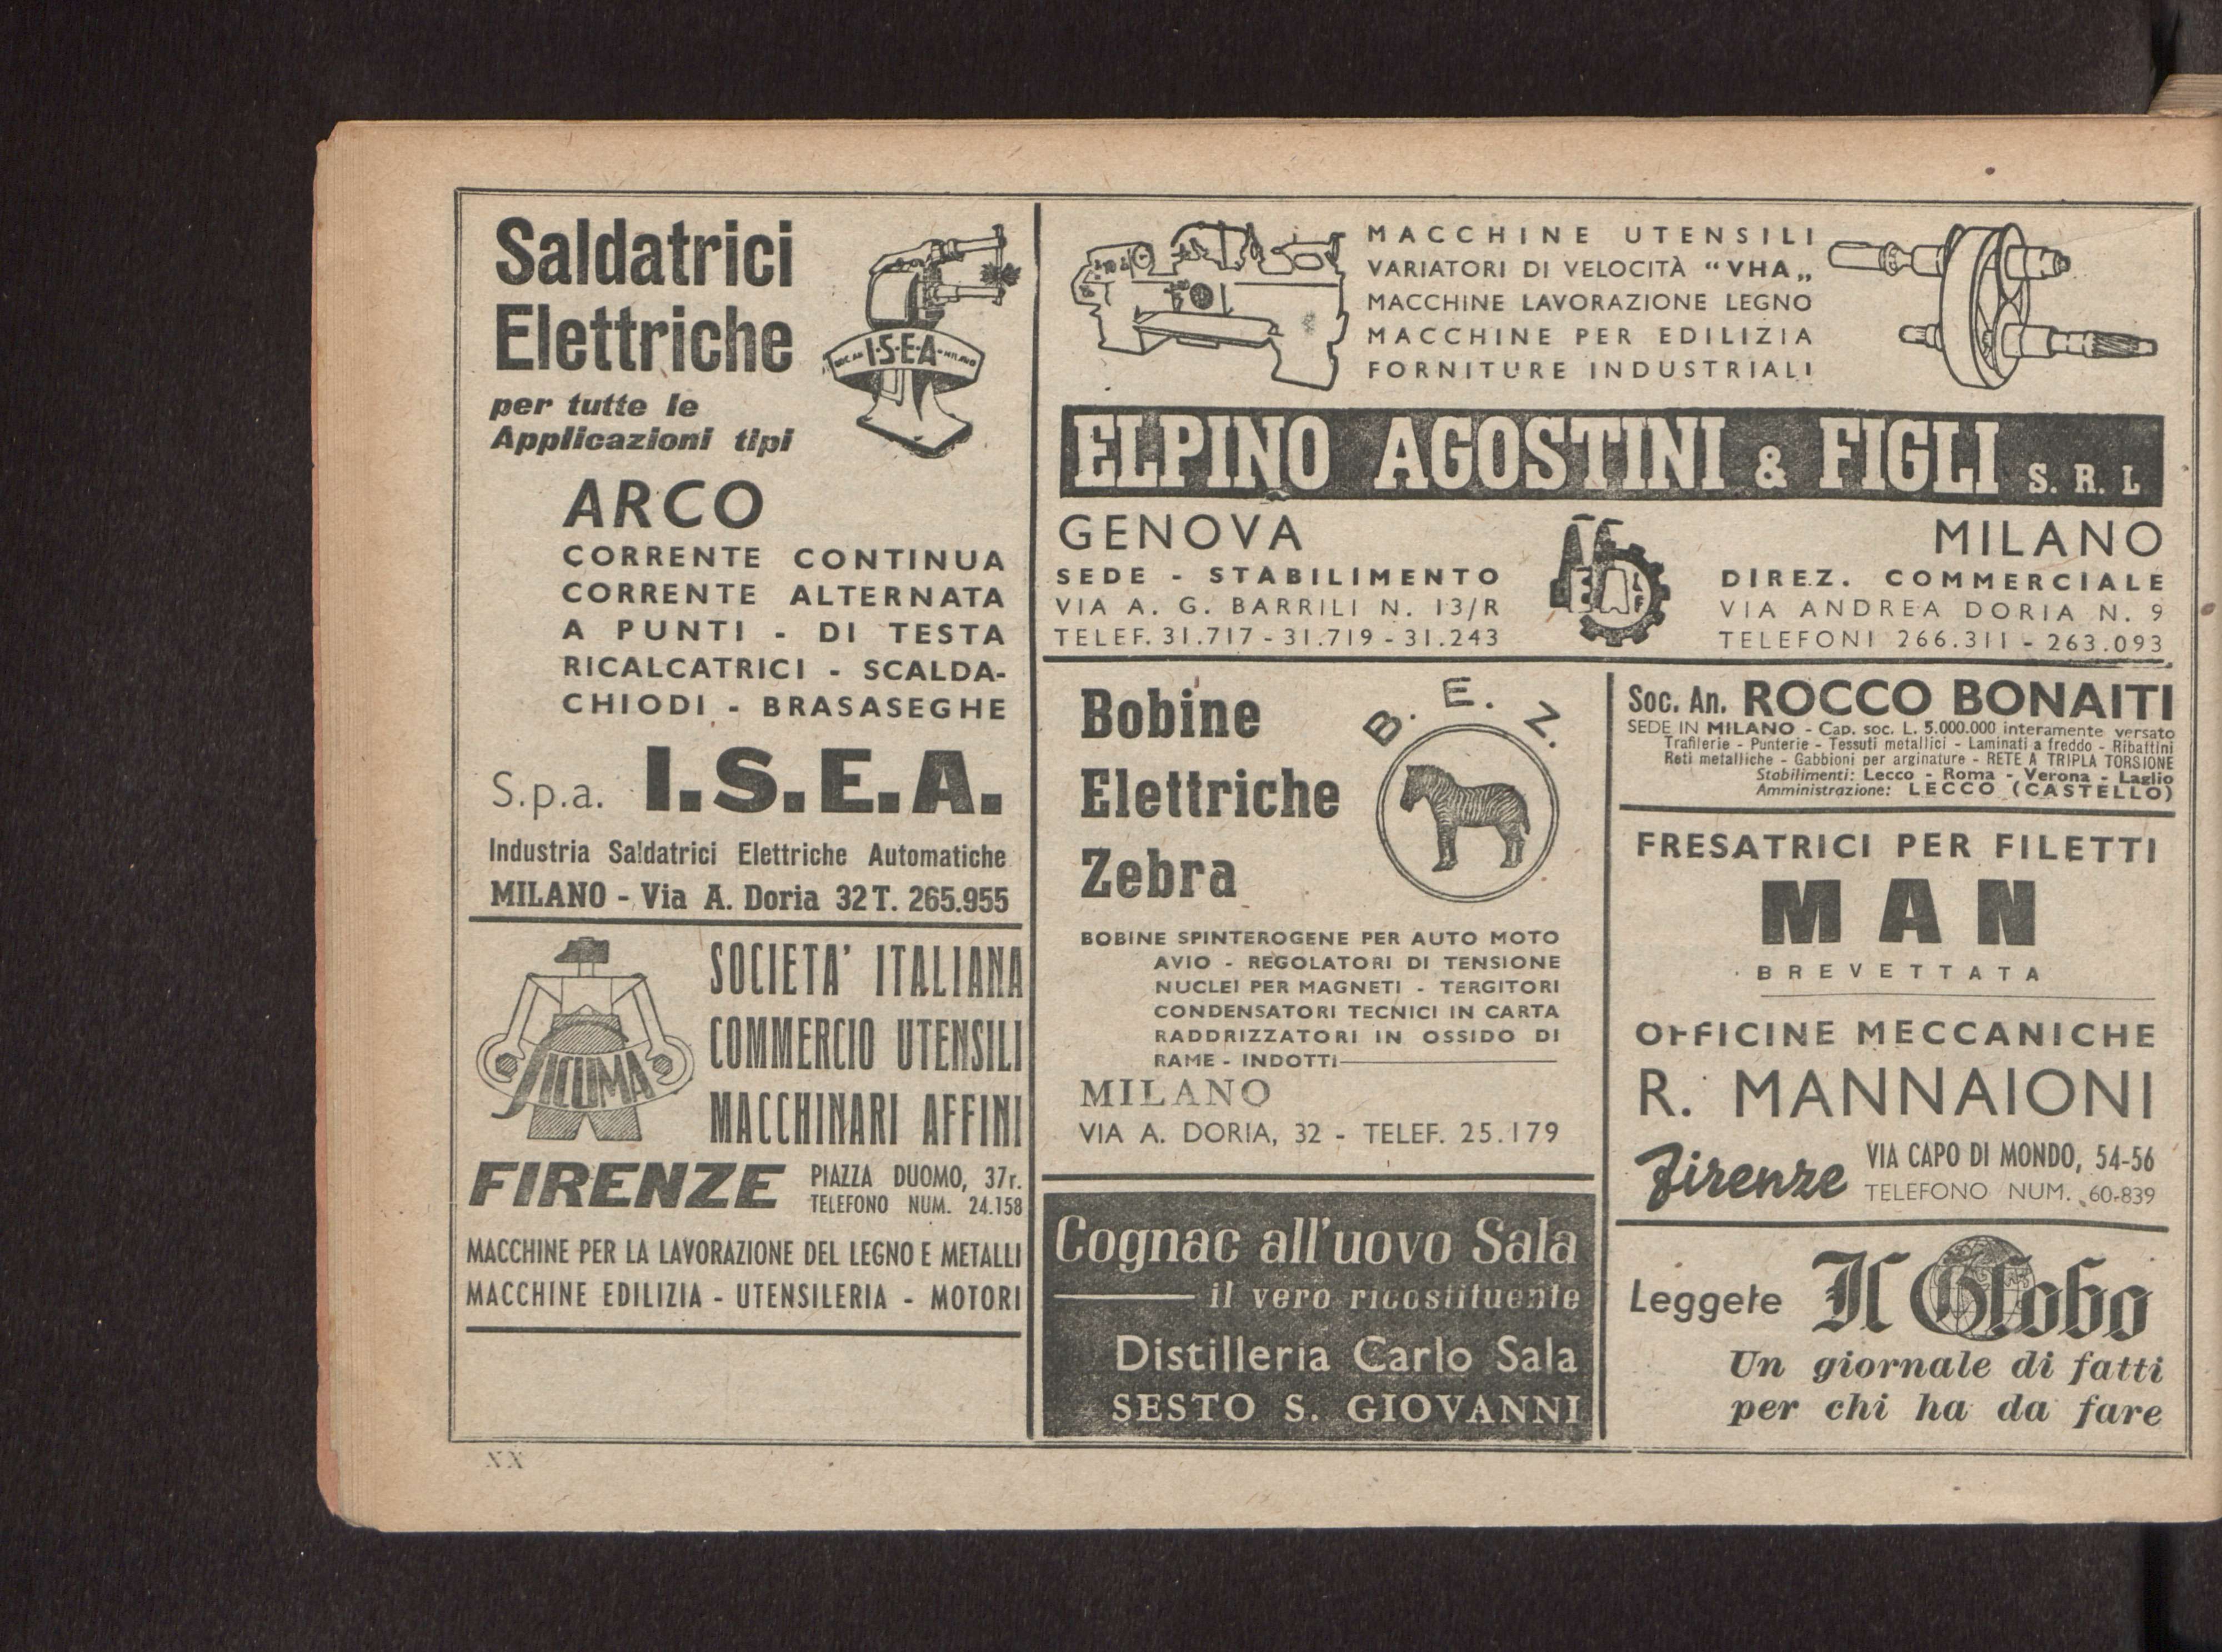 Saldatrici
Elettriche
per tutte le
Applicazioni tipi
SOC. AN. I·S·E·A· MILANO
ARCO
CORRENTE CONTINUA
CORRENTE ALTERNATA
A PUNTI - DI TESTA
RICALCATRICI - SCALDA-
CHIODI - BRASASEGHE
S.p.a. I.S.E.A.
Industria Saldatrici Elettriche Automatiche
MILANO - Via A. Doria 32 T. 265.955
SICUMA
SOCIETA' ITALIANA
COMMERCIO UTENSILI
MACCHINARI AFFINI
FIRENZE
PIAZZA DUOMO, 37r.
TELEFONO NUM. 24.158
MACCHINE PER LA LAVORAZIONE DEL LEGNO E METALLI
MACCHINE EDILIZIA - UTENSILERIA - MOTORI
MACCHINE UTENSILI
VARIATORI DI VELOCITÀ “VHA„
MACCHINE LAVORAZIONE LEGNO
MACCHINE PER EDILIZIA
FORNITURE INDUSTRIALI
ELPINO AGOSTINI & FIGLI S. R. L
GENOVA
SEDE - STABILIMENTO
VIA A. G. BARRILI N. 13/R
TELEF. 31.717 - 31.719 - 31.243
MILANO
DIREZ. COMMERCIALE
VIA ANDREA DORIA N. 9
TELEFONI 266.311 - 263.093
Bobine
Elettriche
Zebra
B. E. Z.
BOBINE SPINTEROGENE PER AUTO MOTO
AVIO - REGOLATORI DI TENSIONE
NUCLEI PER MAGNETI - TERGITORI
CONDENSATORI TECNICI IN CARTA
RADDRIZZATORI IN OSSIDO DI
RAME - INDOTTI
MILANO
VIA A. DORIA, 32 - TELEF. 25.179
Cognac all'uovo Sala
il vero ricostituente
Distilleria Carlo Sala
SESTO S. GIOVANNI
Soc. An. ROCCO BONAITI
SEDE IN MILANO - Cap. soc. L. 5.000.000 interamente versato
Trafilerie - Punterie - Tessuti metallici - Laminati a freddo - Ribattini
Reti metalliche - Gabbioni per arginature - RETE A TRIPLA TORSIONE
Stabilimenti: Lecco - Roma - Verona - Laglio
Amministrazione: LECCO (CASTELLO)
FRESATRICI PER FILETTI
MAN
BREVETTATA
OFFICINE MECCANICHE
R. MANNAIONI
Firenze
VIA CAPO DI MONDO, 54-56
TELEFONO NUM. 60-839
Leggete Il Globo
Un giornale di fatti
per chi ha da fare
XX